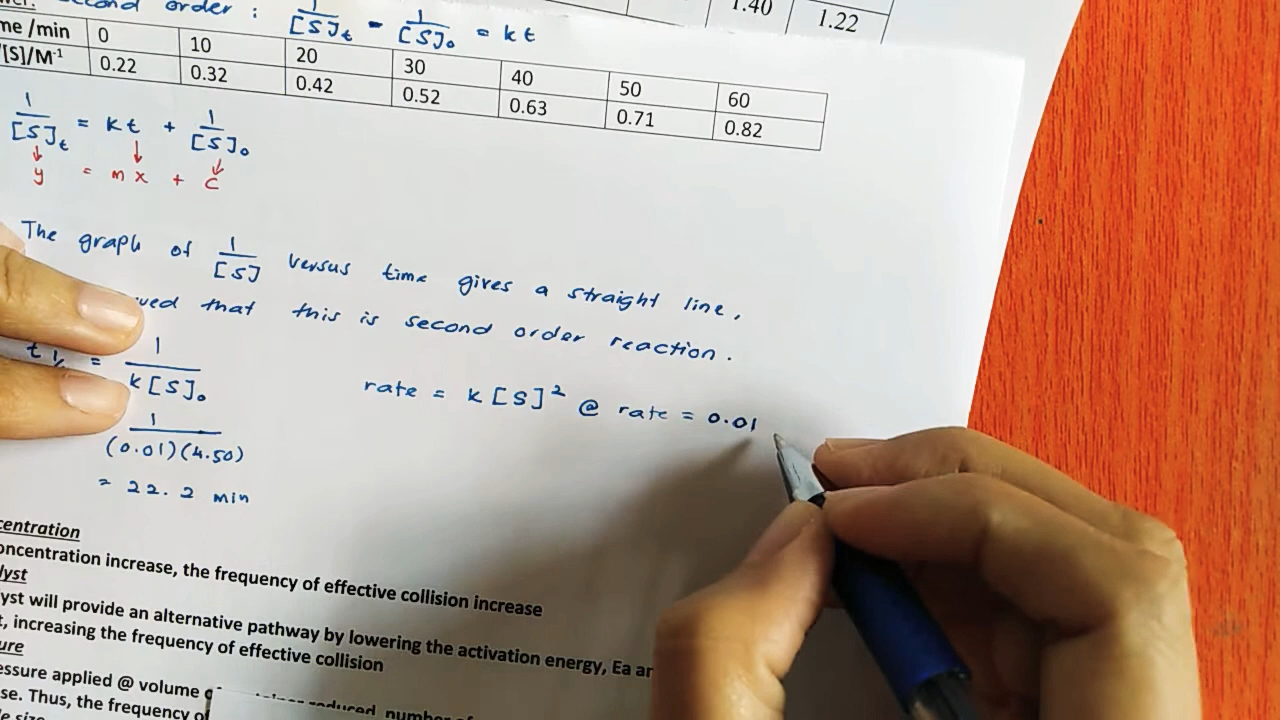 1.40 1.22
second order : 1/[S]t - 1/[S]₀ = kt
me /min 0 10 20 30 40 50 60
[S]/M⁻¹ 0.22 0.32 0.42 0.52 0.63 0.71 0.82
1/[S]t = kt + 1/[S]₀
y = mx + c
The graph of 1/[S] versus time gives a straight line,
ved that this is second order reaction.
t½ = 1/k[S]₀
rate = k[S]² @ rate = 0.01
1/(0.01)(4.50)
= 22.2 min
centration
oncentration increase, the frequency of effective collision increase
lyst
yst will provide an alternative pathway by lowering the activation energy, Ea an
t, increasing the frequency of effective collision
ure
essure applied @ volume reduced, number of
se. Thus, the frequency of